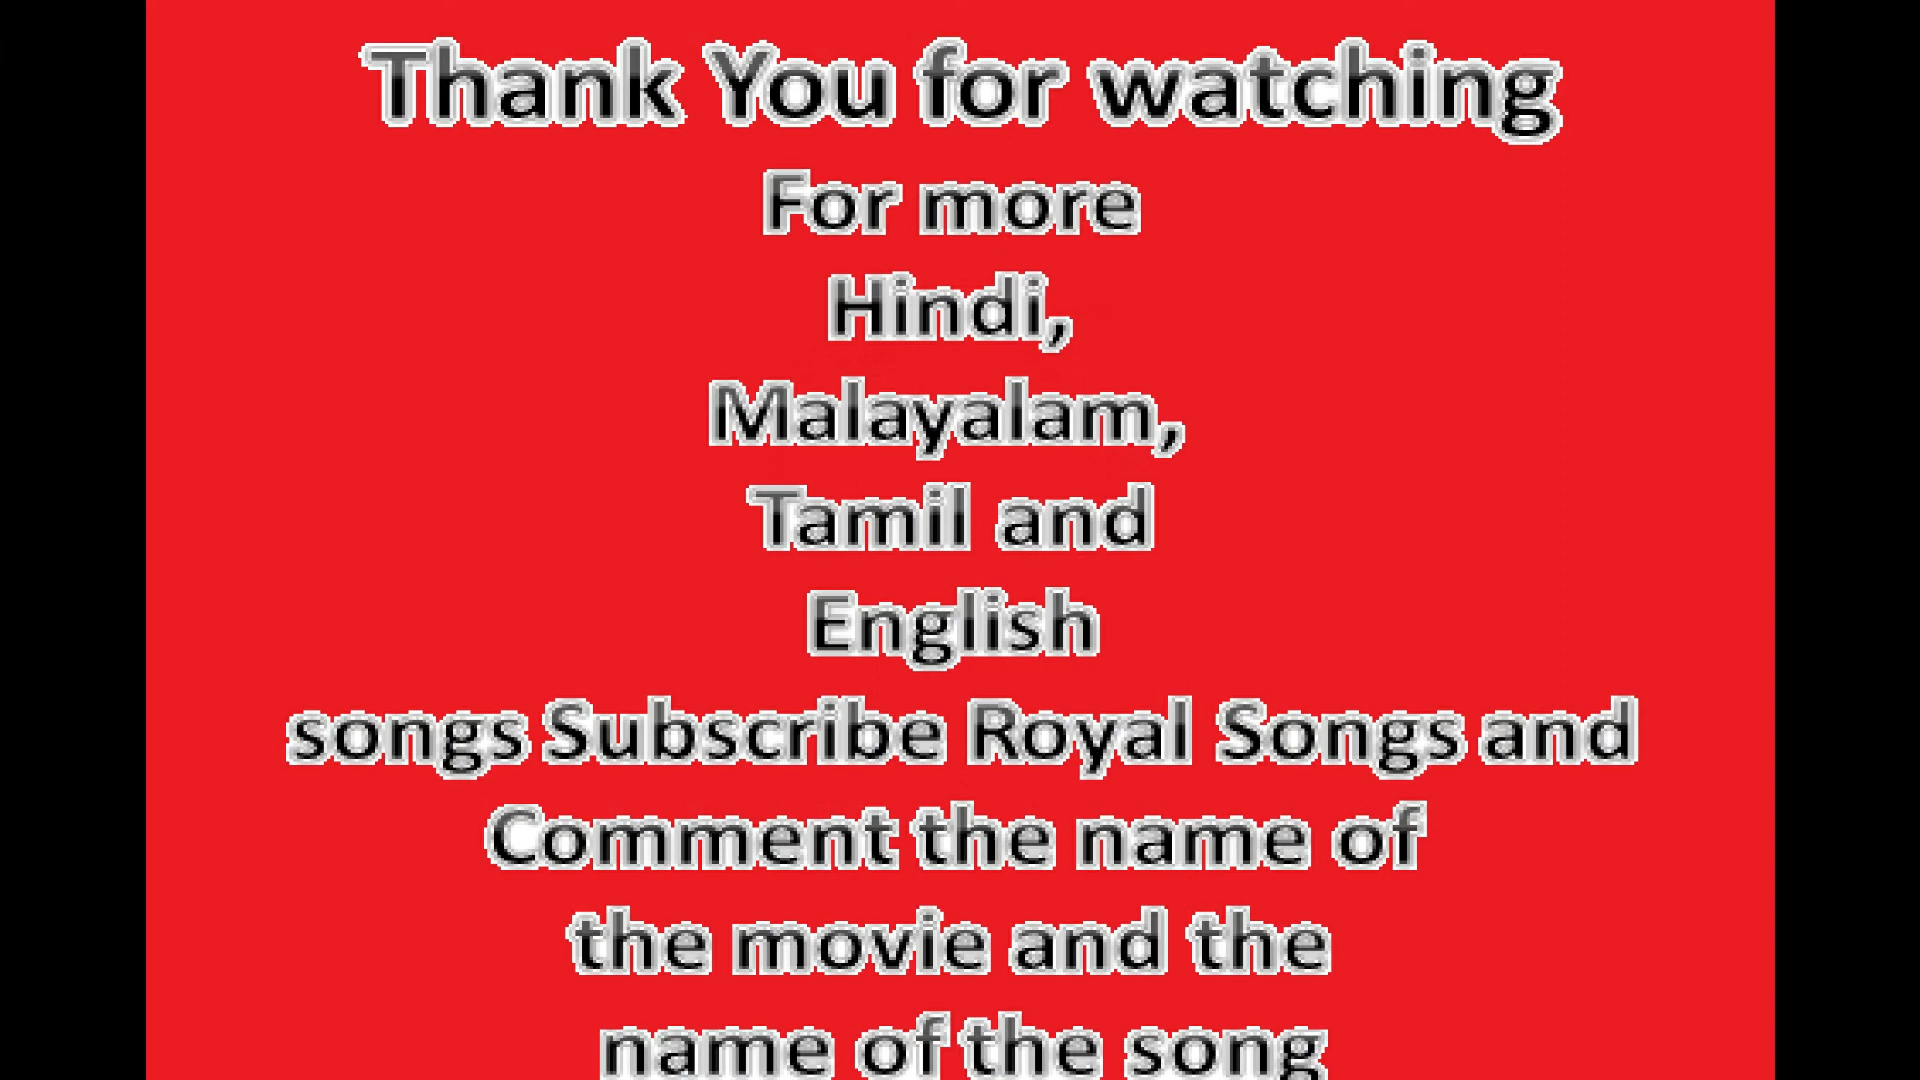 Thank You for watching
For more
Hindi,
Malayalam,
Tamil and
English
songs Subscribe Royal Songs and
Comment the name of
the movie and the
name of the song